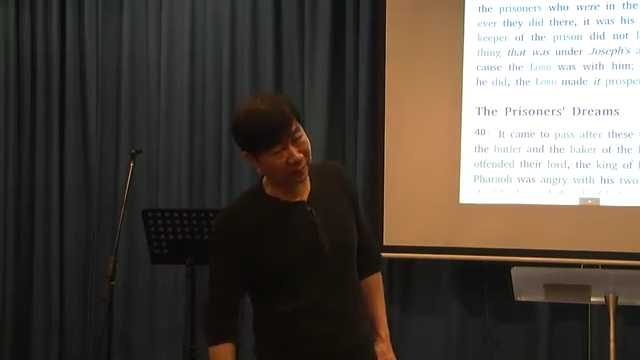 the prisoners who were in the
ever they did there, it was his
keeper of the prison did not
thing that was under Joseph's
cause the LORD was with him;
he did, the LORD made it prosper
The Prisoners' Dreams
40 It came to pass after these
the butler and the baker of the
offended their lord, the king of
Pharaoh was angry with his two